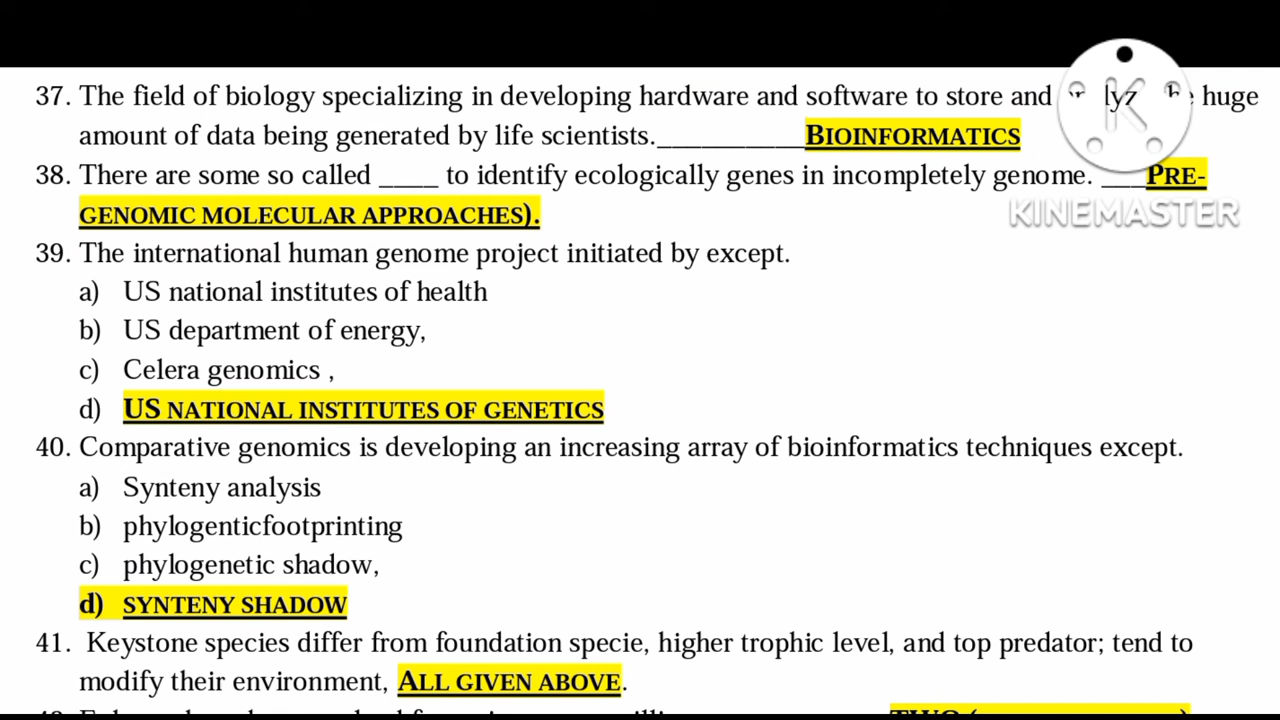 37. The field of biology specializing in developing hardware and software to store and huge
amount of data being generated by life scientists.__________BIOINFORMATICS
38. There are some so called ____ to identify ecologically genes in incompletely genome. ___PRE-
GENOMIC MOLECULAR APPROACHES).
KINEMASTER
39. The international human genome project initiated by except.
a) US national institutes of health
b) US department of energy,
c) Celera genomics ,
d) US NATIONAL INSTITUTES OF GENETICS
40. Comparative genomics is developing an increasing array of bioinformatics techniques except.
a) Synteny analysis
b) phylogenticfootprinting
c) phylogenetic shadow,
d) SYNTENY SHADOW
41. Keystone species differ from foundation specie, higher trophic level, and top predator; tend to
modify their environment, ALL GIVEN ABOVE.